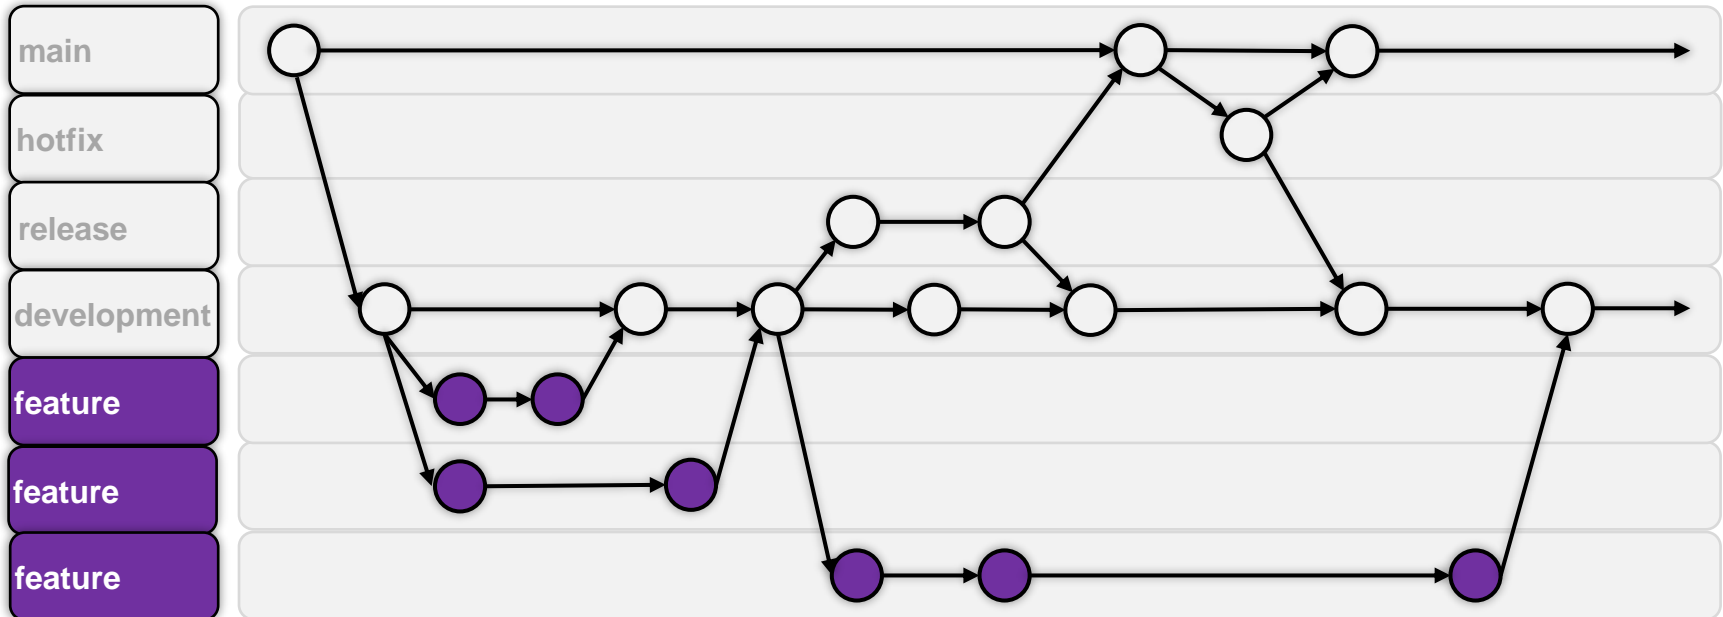 main
hotfix
release
development
feature
feature
feature